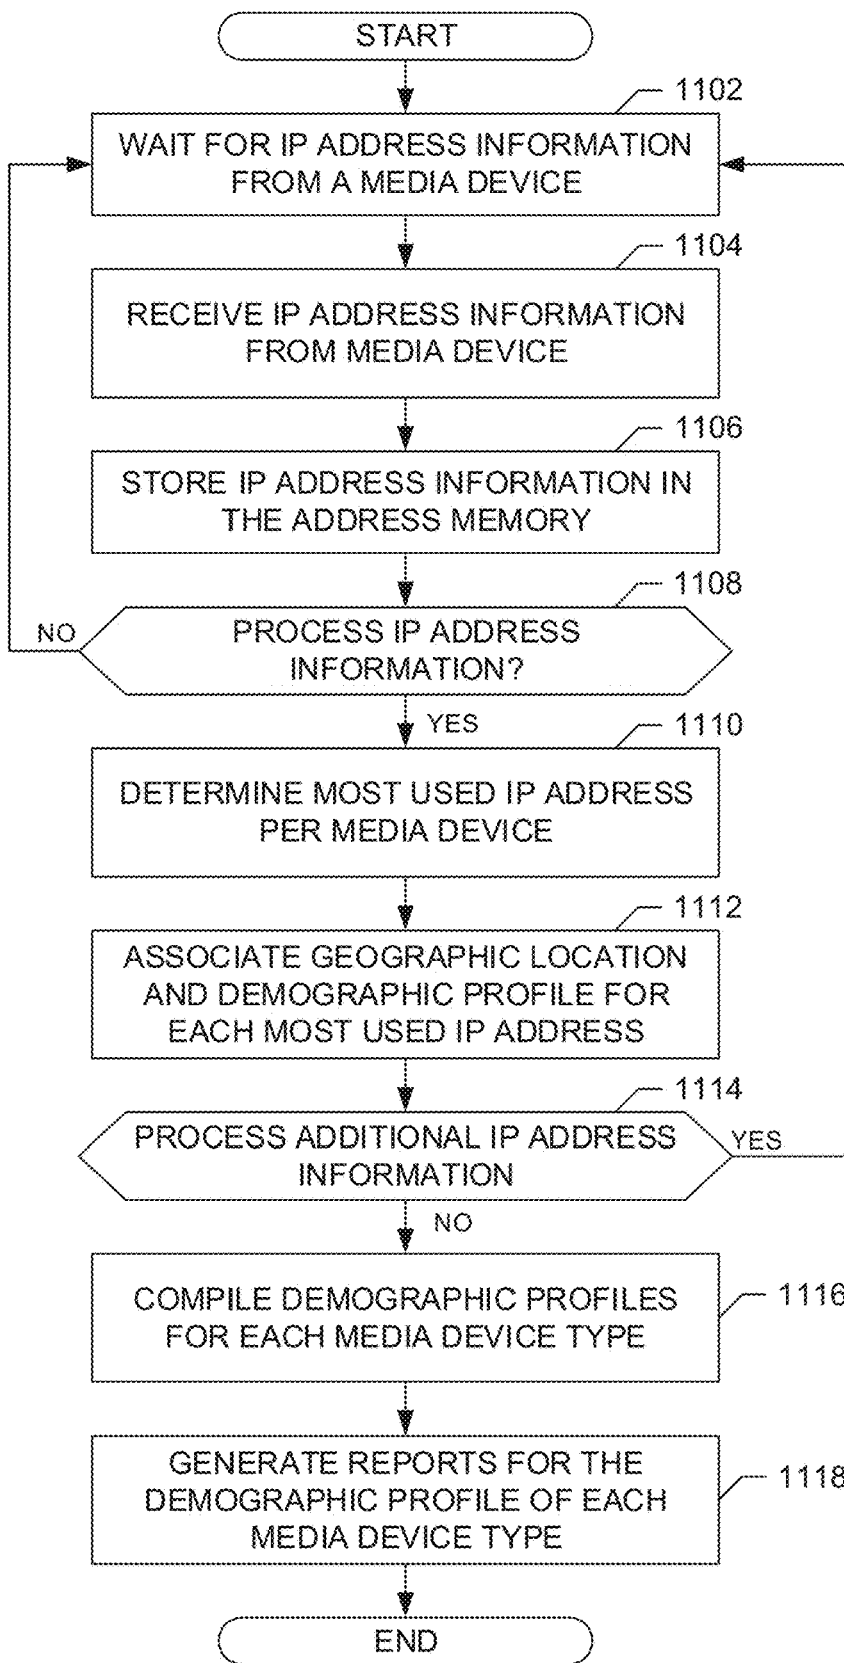 START
1102
WAIT FOR IP ADDRESS INFORMATION
FROM A MEDIA DEVICE
1104
RECEIVE IP ADDRESS INFORMATION
FROM MEDIA DEVICE
1106
STORE IP ADDRESS INFORMATION IN
THE ADDRESS MEMORY
1108
NO
PROCESS IP ADDRESS
INFORMATION?
YES
1110
DETERMINE MOST USED IP ADDRESS
PER MEDIA DEVICE
1112
ASSOCIATE GEOGRAPHIC LOCATION
AND DEMOGRAPHIC PROFILE FOR
EACH MOST USED IP ADDRESS
1114
PROCESS ADDITIONAL IP ADDRESS
INFORMATION
YES
NO
1116
COMPILE DEMOGRAPHIC PROFILES
FOR EACH MEDIA DEVICE TYPE
GENERATE REPORTS FOR THE
DEMOGRAPHIC PROFILE OF EACH
MEDIA DEVICE TYPE
1118
END